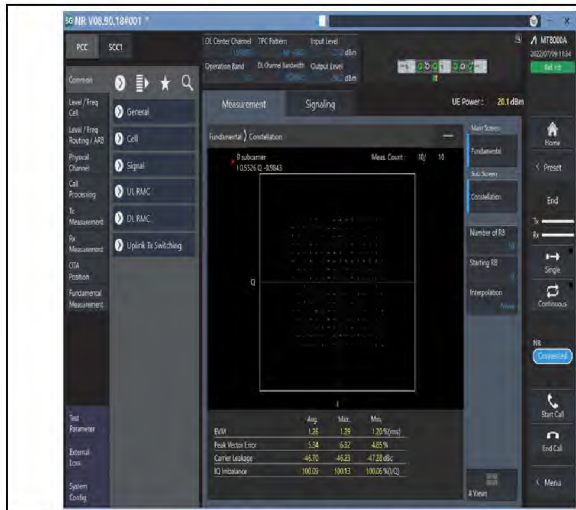 5G NR V08.90.18#001 *
PCC
SCC1
DL Center Channel TPC Pattern Input Level
dBm
Operation Band DL Channel Bandwidth Output Level
dBm
MT8000A
Common
Level / Freq
Cell
Level / Freq
Routing / ARB
Physical
Channel
Call
Processing
Tx
Measurement
Rx
Measurement
OTA
Position
Fundamental
Measurement
Test
Parameter
External
Loss
System
Config
General
Cell
Signal
UL RMC
DL RMC
Uplink Tx Switching
Measurement
Signaling
UE Power: 20.1 dBm
Fundamental Constellation
Meas. Count : 10/ 10
Q
I
Avg. Max. Min.
EVM 1.20 %(rms)
Peak Vector Error 5.34 6.32 4.85 %
Carrier Leakage -46.70 -46.23 -47.28 dBc
IQ Imbalance 100.09 100.13 100.06 %(I/Q)
Main Screen
Fundamental
Sub Screen
Constellation
Number of RB
Starting RB
Interpolation
4 Views
Home
< Preset
End
Tx
Rx
Single
Continuous
NR
Connected
Start Call
End Call
< Menu